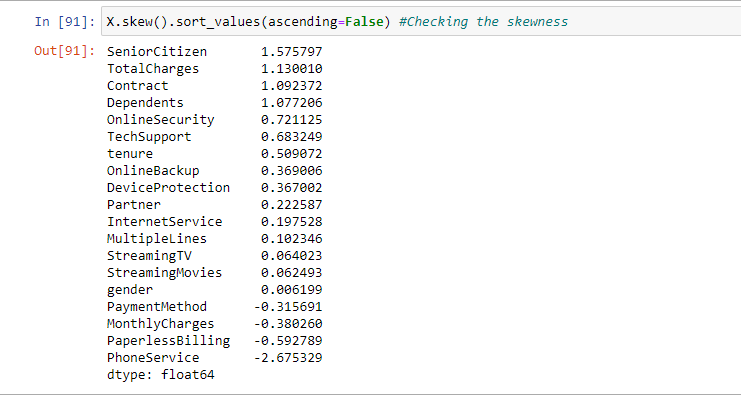 In [91]: X.skew().sort_values(ascending=False) #Checking the skewness
Out[91]: SeniorCitizen 1.575797
TotalCharges 1.130010
Contract 1.092372
Dependents 1.077206
OnlineSecurity 0.721125
TechSupport 0.683249
tenure 0.509072
OnlineBackup 0.369006
DeviceProtection 0.367002
Partner 0.222587
InternetService 0.197528
MultipleLines 0.102346
StreamingTV 0.064023
StreamingMovies 0.062493
gender 0.006199
PaymentMethod -0.315691
MonthlyCharges -0.380260
PaperlessBilling -0.592789
PhoneService -2.675329
dtype: float64